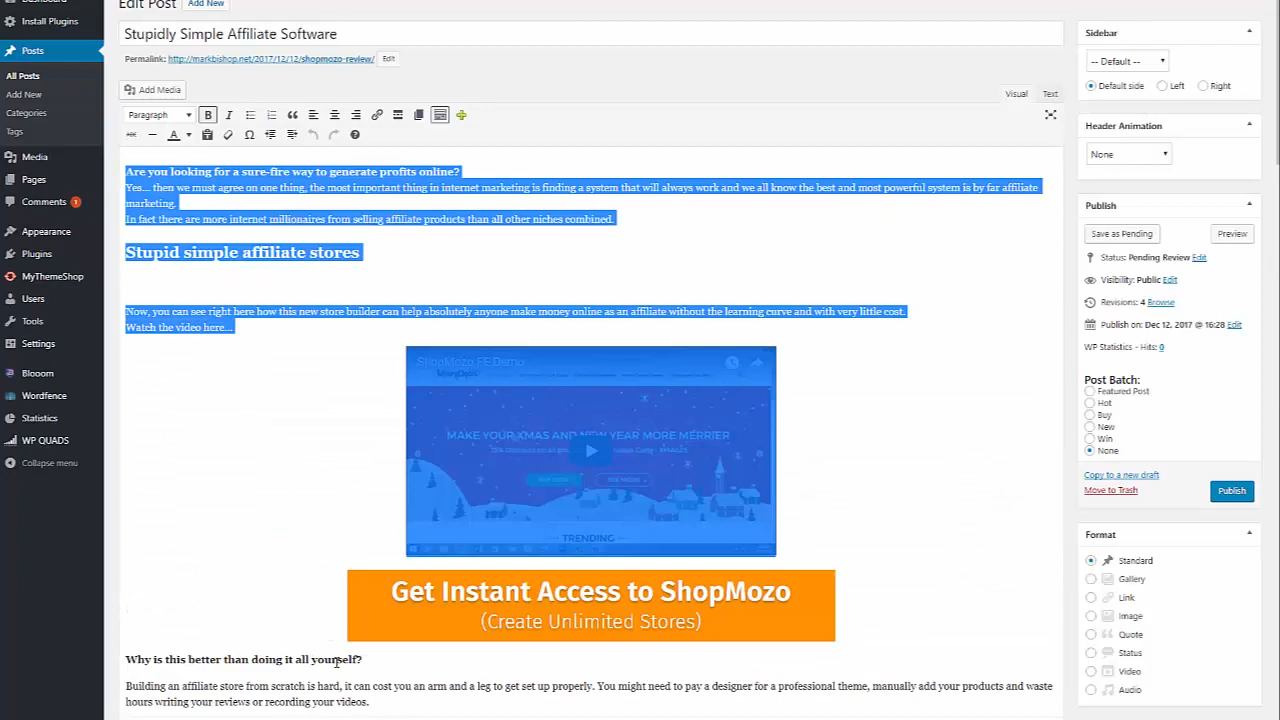 Dashboard
Edit Post
Add New
Install Plugins
Posts
All Posts
Add New
Categories
Tags
Media
Pages
Comments 1
Appearance
Plugins
MyThemeShop
Users
Tools
Settings
Blooom
Wordfence
Statistics
WP QUADS
Collapse menu
Stupidly Simple Affiliate Software
Permalink: http://markbishop.net/2017/12/12/shopmozo-review/ Edit
Add Media
Visual Text
Paragraph B I
ABC A
Are you looking for a sure-fire way to generate profits online?
Yes... then we must agree on one thing, the most important thing in internet marketing is finding a system that will always work and we all know the best and most powerful system is by far affiliate
marketing.
In fact there are more internet millionaires from selling affiliate products than all other niches combined.
Stupid simple affiliate stores
Now, you can see right here how this new store builder can help absolutely anyone make money online as an affiliate without the learning curve and with very little cost.
Watch the video here...
ShopMozo FE Demo
MAKE YOUR XMAS AND NEW YEAR MORE MERRIER
TRENDING
Get Instant Access to ShopMozo
(Create Unlimited Stores)
Why is this better than doing it all yourself?
Building an affiliate store from scratch is hard, it can cost you an arm and a leg to get set up properly. You might need to pay a designer for a professional theme, manually add your products and waste
hours writing your reviews or recording your videos.
Sidebar
-- Default --
Default side Left Right
Header Animation
None
Publish
Save as Pending Preview
Status: Pending Review Edit
Visibility: Public Edit
Revisions: 4 Browse
Publish on: Dec 12, 2017 @ 16:28 Edit
WP Statistics - Hits: 0
Post Batch:
Featured Post
Hot
Buy
New
Win
None
Copy to a new draft
Move to Trash
Publish
Format
Standard
Gallery
Link
Image
Quote
Status
Video
Audio